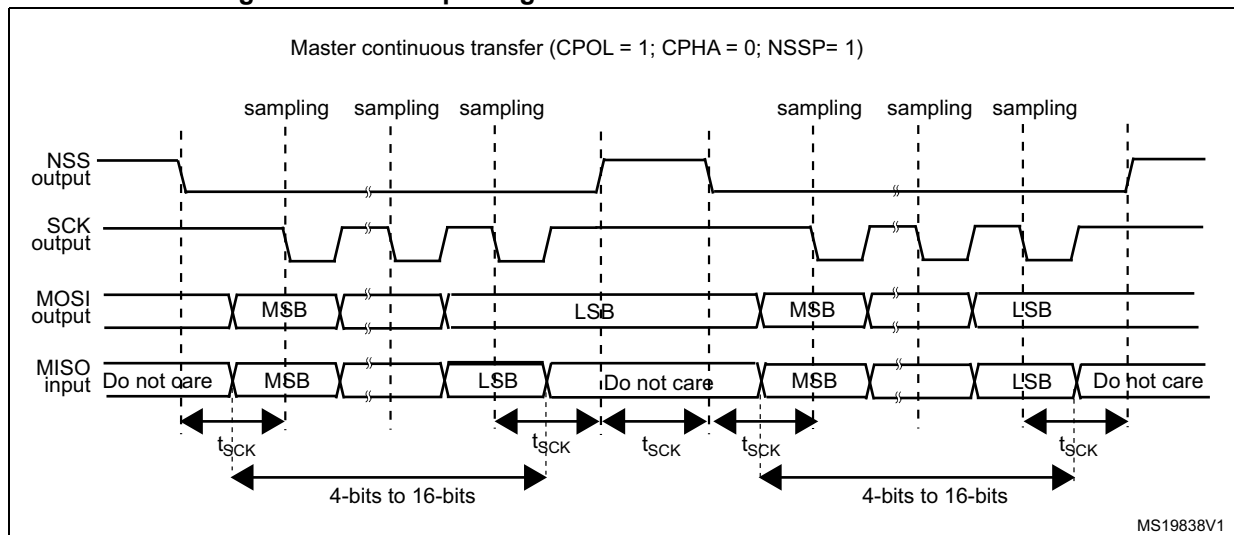 Master continuous transfer (CPOL = 1; CPHA = 0; NSSP= 1)
sampling sampling sampling sampling sampling sampling
NSS
output
SCK
output
MOSI
output
MSB LSB MSB LSB
MISO
input
Do not care MSB LSB Do not care MSB LSB Do not care
tSCK tSCK tSCK tSCK tSCK
4-bits to 16-bits 4-bits to 16-bits
MS19838V1